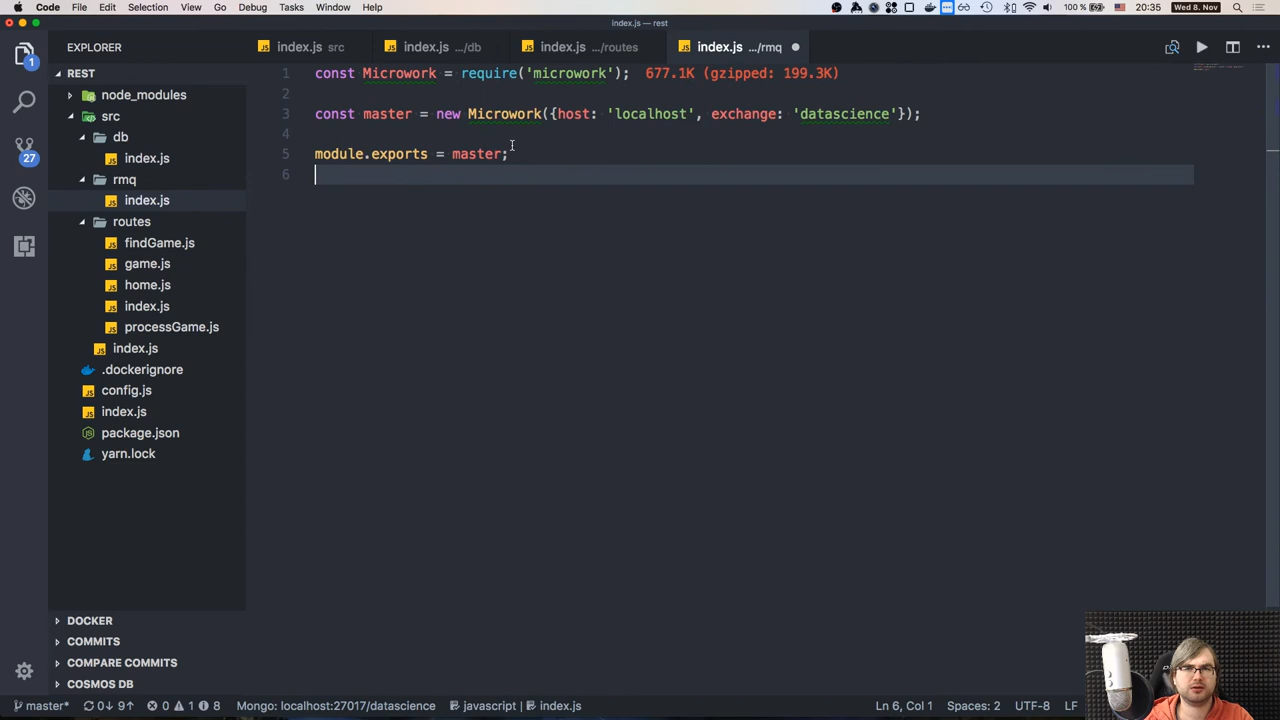 Code File Edit Selection View Go Debug Tasks Window Help 100 % Wed 8. Nov 20:35
index.js — rest
EXPLORER
index.js src
index.js .../db
index.js .../routes
index.js .../rmq
REST
node_modules
src
db
index.js
rmq
index.js
routes
findGame.js
game.js
home.js
index.js
processGame.js
index.js
.dockerignore
config.js
index.js
package.json
yarn.lock
DOCKER
COMMITS
COMPARE COMMITS
COSMOS DB
1
27
1 const Microwork = require('microwork'); 677.1K (gzipped: 199.3K)
2
3 const master = new Microwork({host: 'localhost', exchange: 'datascience'});
4
5 module.exports = master;
6
master* 0↓ 9↑ 0 1 8 Mongo: localhost:27017/datascience javascript | index.js Ln 6, Col 1 Spaces: 2 UTF-8 LF